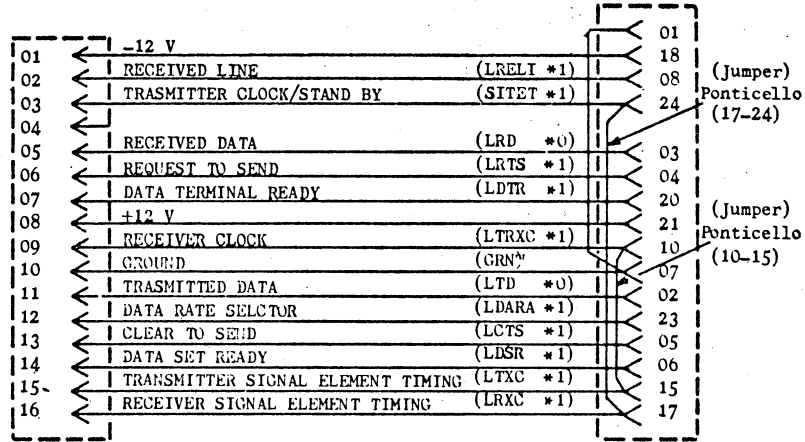 01
01 -12 V 18
02 RECEIVED LINE (LRELI *1) 08
03 TRASMITTER CLOCK/STAND BY (SITET *1) 24
(Jumper)
Ponticello
(17-24)
04
05 RECEIVED DATA (LRD *0) 03
06 REQUEST TO SEND (LRTS *1) 04
07 DATA TERMINAL READY (LDTR *1) 20
08 +12 V 21
09 RECEIVER CLOCK (LTRXC *1) 10
(Jumper)
Ponticello
(10-15)
10 GROUND (GRN) 07
11 TRASMITTED DATA (LTD *0) 02
12 DATA RATE SELCTOR (LDARA *1) 23
13 CLEAR TO SEND (LCTS *1) 05
14 DATA SET READY (LDSR *1) 06
15 TRANSMITTER SIGNAL ELEMENT TIMING (LTXC *1) 15
16 RECEIVER SIGNAL ELEMENT TIMING (LRXC *1) 17